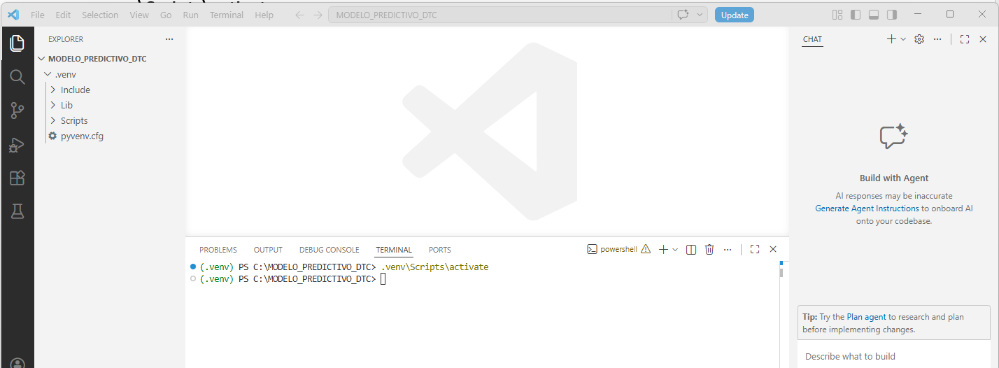 File Edit Selection View Go Run Terminal Help MODELO_PREDICTIVO_DTC Update
EXPLORER
MODELO_PREDICTIVO_DTC
.venv
Include
Lib
Scripts
pyvenv.cfg
PROBLEMS OUTPUT DEBUG CONSOLE TERMINAL PORTS powershell
(.venv) PS C:\MODELO_PREDICTIVO_DTC> .venv\Scripts\activate
(.venv) PS C:\MODELO_PREDICTIVO_DTC>
CHAT
Build with Agent
AI responses may be inaccurate
Generate Agent Instructions to onboard AI
onto your codebase.
Tip: Try the Plan agent to research and plan
before implementing changes.
Describe what to build